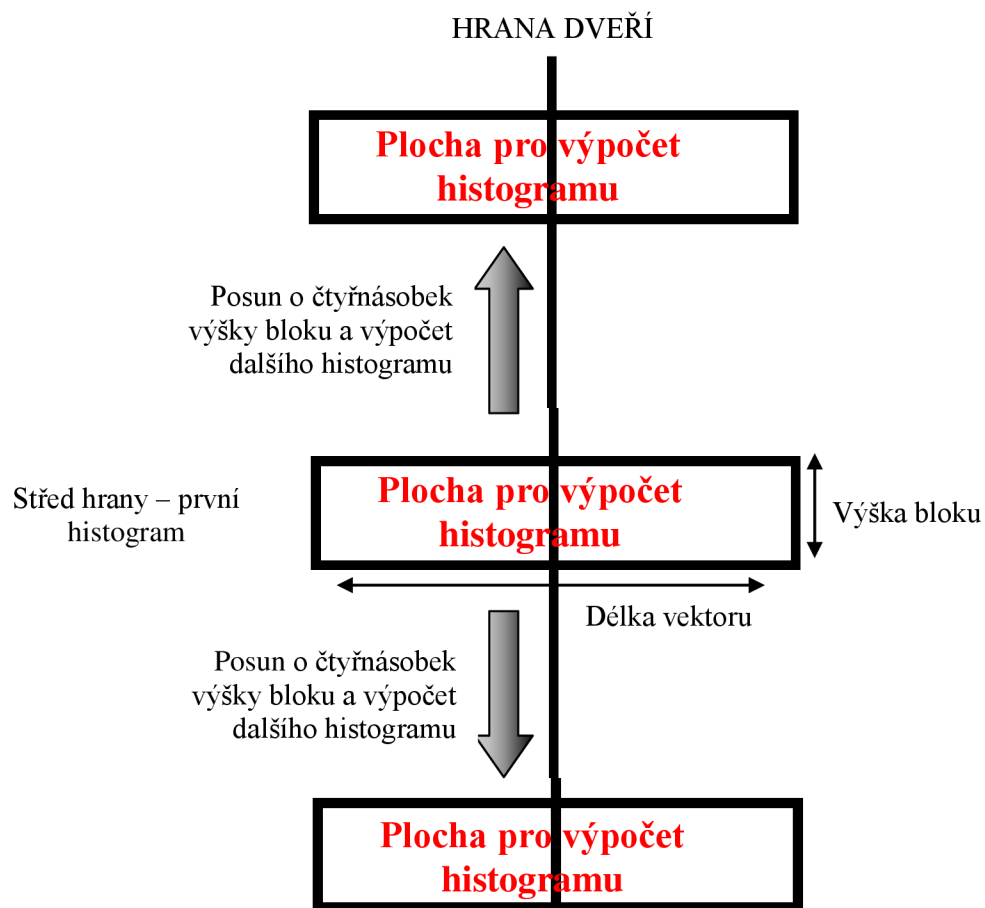 HRANA DVEŘÍ
Plocha pro výpočet
histogramu
Posun o čtyřnásobek
výšky bloku a výpočet
dalšího histogramu
Střed hrany – první
histogram
Plocha pro výpočet
histogramu
Výška bloku
Délka vektoru
Posun o čtyřnásobek
výšky bloku a výpočet
dalšího histogramu
Plocha pro výpočet
histogramu